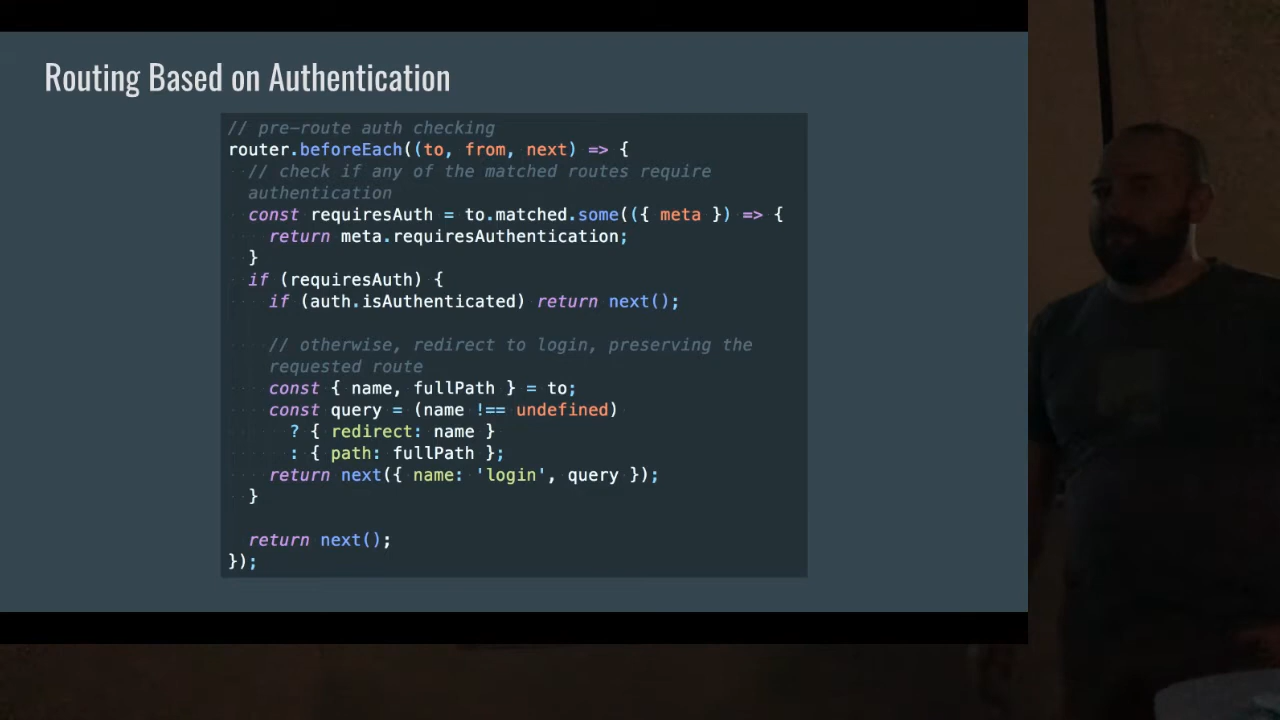 Routing Based on Authentication
// pre-route auth checking
router.beforeEach((to, from, next) => {
// check if any of the matched routes require
authentication
const requiresAuth = to.matched.some(({ meta }) => {
return meta.requiresAuthentication;
}
if (requiresAuth) {
if (auth.isAuthenticated) return next();
// otherwise, redirect to login, preserving the
requested route
const { name, fullPath } = to;
const query = (name !== undefined)
? { redirect: name }
: { path: fullPath };
return next({ name: 'login', query });
}
return next();
});